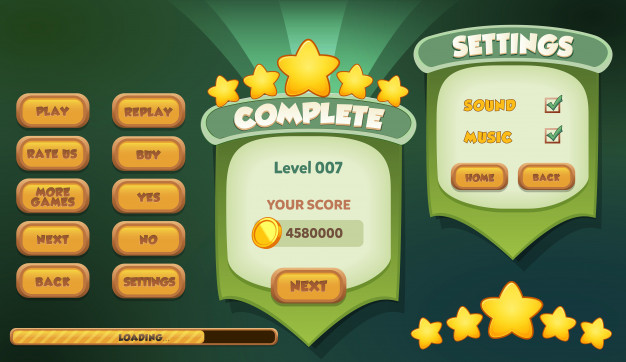 PLAY
REPLAY
RATE US
BUY
MORE
GAMES
YES
NEXT
NO
BACK
SETTINGS
LOADING...
COMPLETE
Level 007
YOUR SCORE
4580000
NEXT
SETTINGS
SOUND
MUSIC
HOME
BACK